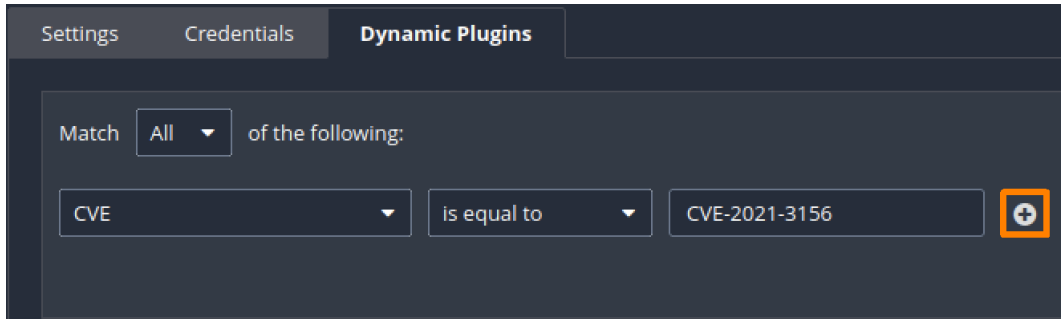 Settings Credentials Dynamic Plugins
Match All of the following:
CVE is equal to CVE-2021-3156